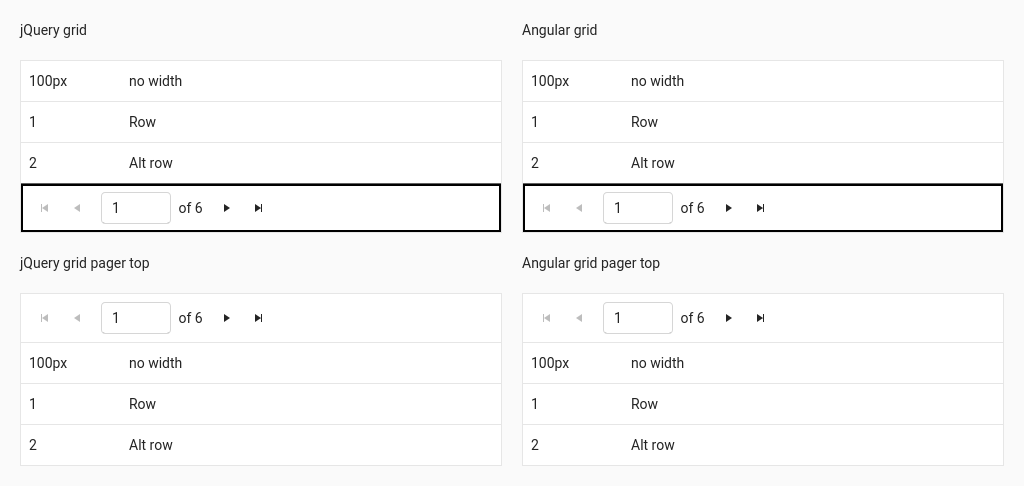 jQuery grid
100px no width
1 Row
2 Alt row
1 of 6
Angular grid
100px no width
1 Row
2 Alt row
1 of 6
jQuery grid pager top
1 of 6
100px no width
1 Row
2 Alt row
Angular grid pager top
1 of 6
100px no width
1 Row
2 Alt row